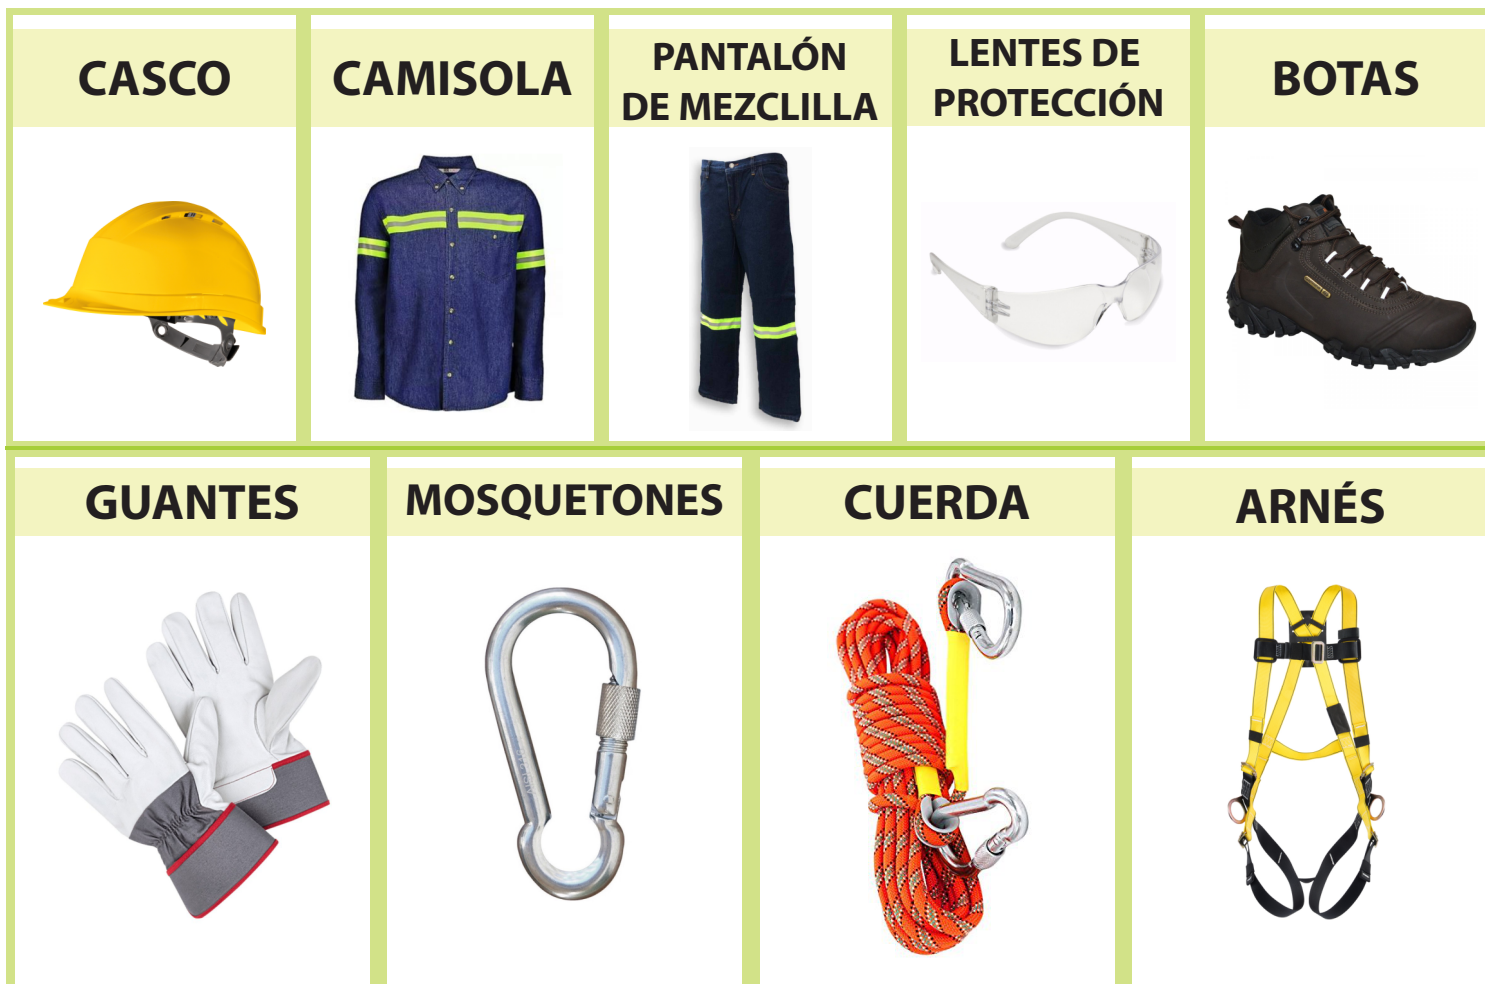 CASCO
CAMISOLA
PANTALÓN
DE MEZCLILLA
LENTES DE
PROTECCIÓN
BOTAS
GUANTES
MOSQUETONES
CUERDA
ARNÉS